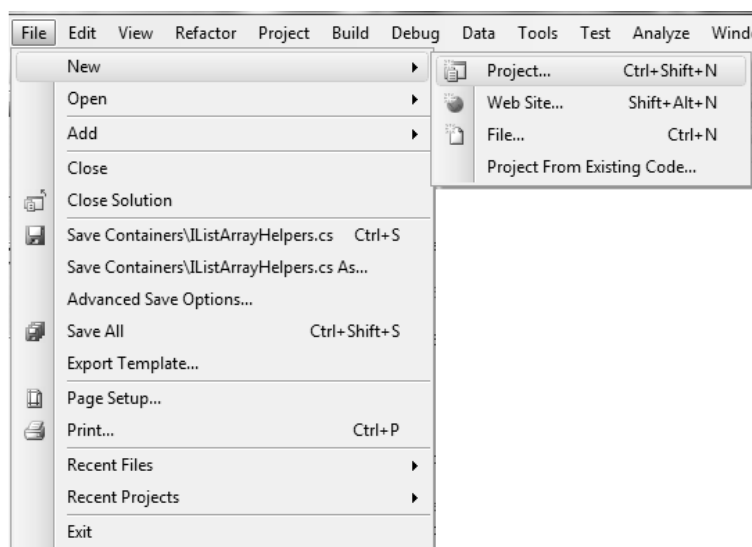 File Edit View Refactor Project Build Debug Data Tools Test Analyze
New
Open
Add
Close
Close Solution
Save Containers\IListArrayHelpers.cs Ctrl+S
Save Containers\IListArrayHelpers.cs As...
Advanced Save Options...
Save All Ctrl+Shift+S
Export Template...
Page Setup...
Print... Ctrl+P
Recent Files
Recent Projects
Exit
Project... Ctrl+Shift+N
Web Site... Shift+Alt+N
File... Ctrl+N
Project From Existing Code...